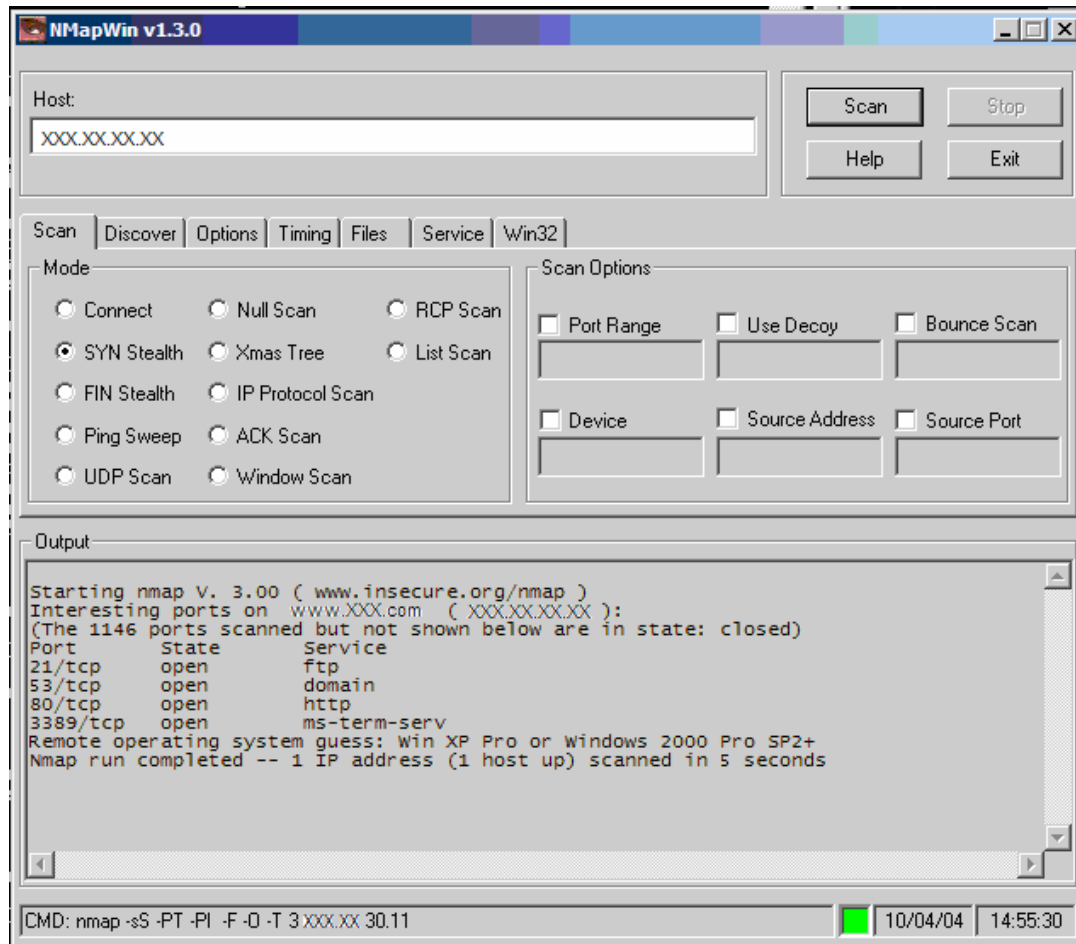 NMapWin v1.3.0
Host:
XXX.XX.XX.XX
Scan
Stop
Help
Exit
Scan Discover Options Timing Files Service Win32
Mode
Connect Null Scan RCP Scan
SYN Stealth Xmas Tree List Scan
FIN Stealth IP Protocol Scan
Ping Sweep ACK Scan
UDP Scan Window Scan
Scan Options
Port Range Use Decoy Bounce Scan
Device Source Address Source Port
Output
Starting nmap V. 3.00 ( www.insecure.org/nmap )
Interesting ports on www.XXX.com ( XXX.XX.XX.XX ):
(The 1146 ports scanned but not shown below are in state: closed)
Port State Service
21/tcp open ftp
53/tcp open domain
80/tcp open http
3389/tcp open ms-term-serv
Remote operating system guess: Win XP Pro or Windows 2000 Pro SP2+
Nmap run completed -- 1 IP address (1 host up) scanned in 5 seconds
CMD: nmap -sS -PT -PI -F -O -T 3 XXX.XX 30.11
10/04/04
14:55:30